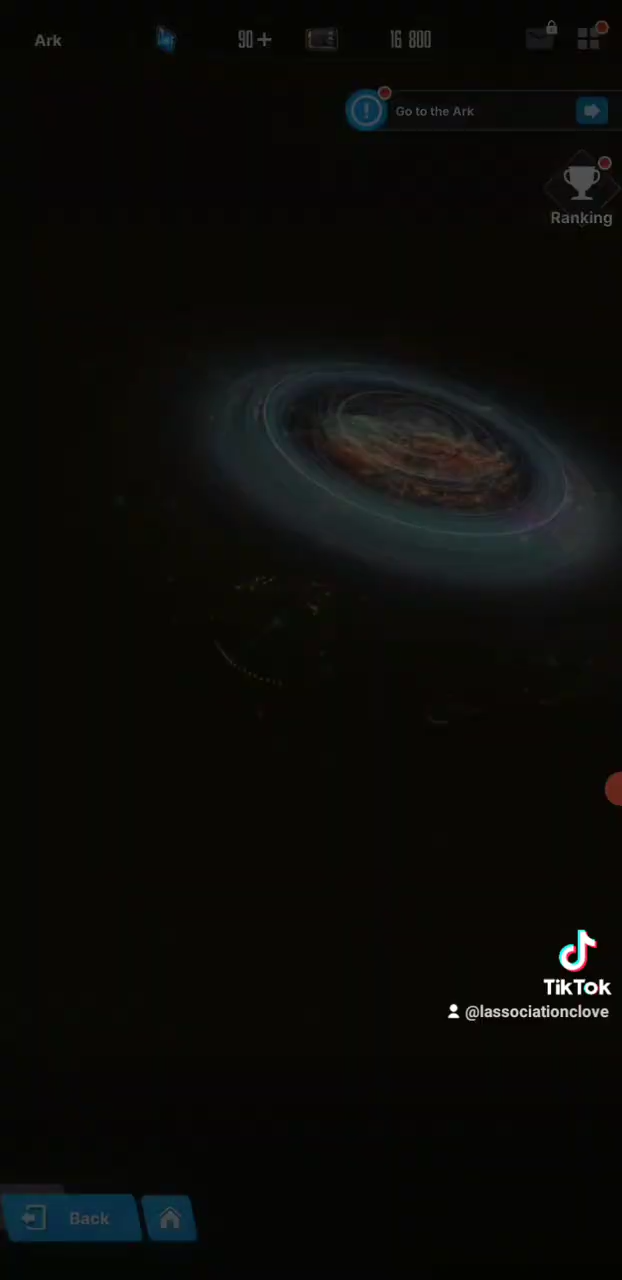 Ark
90+
16 800
Go to the Ark
Ranking
TikTok
@lassociationclove
Back